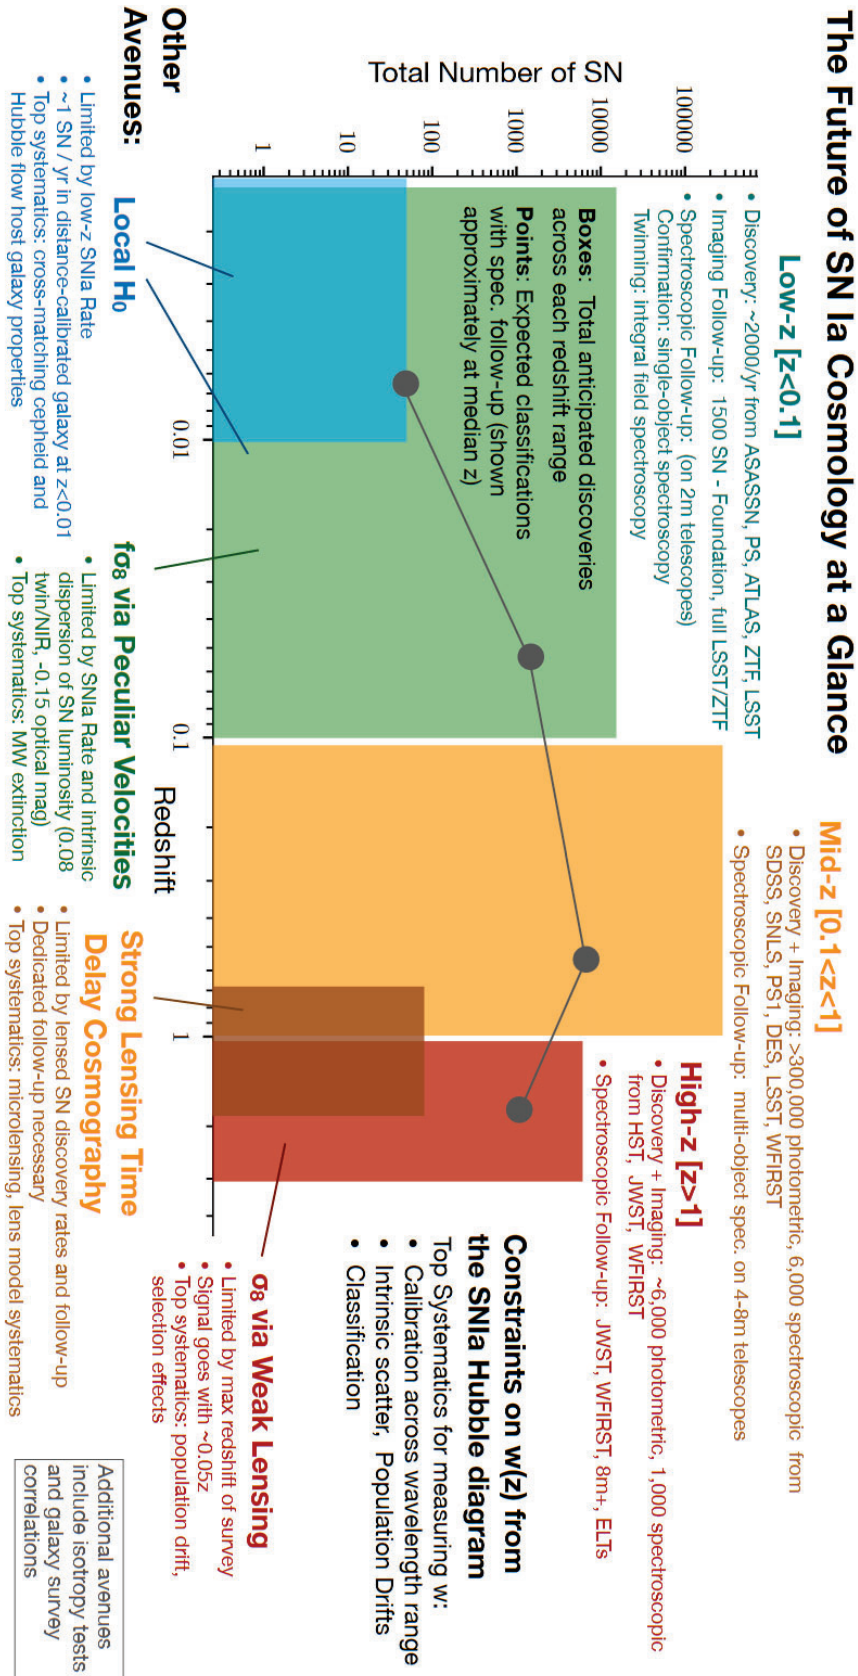 The Future of SN Ia Cosmology at a Glance
Low-z [z<0.1]
• Discovery: ~2000/yr from ASASSN, PS, ATLAS, ZTF, LSST
• Imaging Follow-up: 1500 SN - Foundation, full LSST/ZTF
• Spectroscopic Follow-up: (on 2m telescopes)
Confirmation: single-object spectroscopy
Twinning: integral field spectroscopy
Mid-z [0.1<z<1]
• Discovery + Imaging: >300,000 photometric, 6,000 spectroscopic from
SDSS, SNLS, PS1, DES, LSST, WFIRST
• Spectroscopic Follow-up: multi-object spec. on 4-8m telescopes
High-z [z>1]
• Discovery + Imaging: ~6,000 photometric, 1,000 spectroscopic
from HST, JWST, WFIRST
• Spectroscopic Follow-up: JWST, WFIRST, 8m+, ELTs
Total Number of SN
100000
10000
1000
100
10
1
Boxes: Total anticipated discoveries
across each redshift range
Points: Expected classifications
with spec. follow-up (shown
approximately at median z)
0.01
0.1
1
Redshift
Constraints on w(z) from
the SNIa Hubble diagram
Top Systematics for measuring w:
• Calibration across wavelength range
• Intrinsic scatter, Population Drifts
• Classification
Other
Avenues:
Local H₀
• Limited by low-z SNIa Rate
• ~1 SN / yr in distance-calibrated galaxy at z<0.01
• Top systematics: cross-matching cepheid and
Hubble flow host galaxy properties
fσ₈ via Peculiar Velocities
• Limited by SNIa Rate and intrinsic
dispersion of SN luminosity (0.08
twin/NIR, -0.15 optical mag)
• Top systematics: MW extinction
Strong Lensing Time
Delay Cosmography
• Limited by lensed SN discovery rates and follow-up
• Dedicated follow-up necessary
• Top systematics: microlensing, lens model systematics
σ₈ via Weak Lensing
• Limited by max redshift of survey
• Signal goes with ~0.05z
• Top systematics: population drift,
selection effects
Additional avenues
include isotropy tests
and galaxy survey
correlations